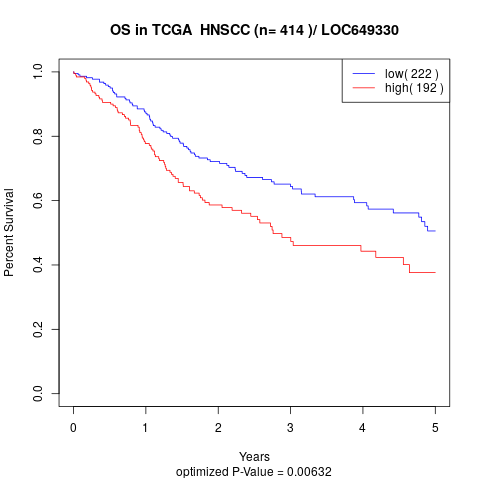 OS in TCGA  HNSCC (n= 414 )/ LOC649330
low( 222 )
high( 192 )
Percent Survival
1.0
0.8
0.6
0.4
0.2
0.0
0 1 2 3 4 5
Years
optimized P-Value = 0.00632